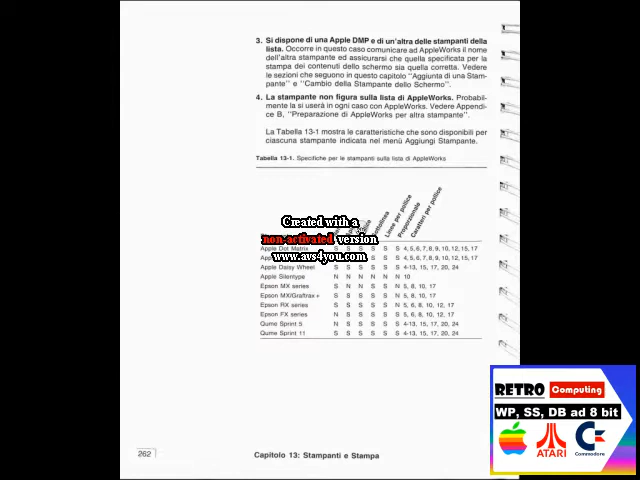 3. Si dispone di una Apple DMP e di un'altra delle stampanti della
lista. Occorre in questo caso comunicare ad AppleWorks il nome
dell'altra stampante ed assicurarsi che quella specificata per la
stampa dei contenuti dello schermo sia quella corretta. Vedere
le sezioni che seguono in questo capitolo "Aggiunta di una Stam-
pante" e "Cambio della Stampante dello Schermo".
4. La stampante non figura sulla lista di AppleWorks. Probabil-
mente la si userà in ogni caso con AppleWorks. Vedere Appendi-
ce B, "Preparazione di AppleWorks per altra stampante".
La Tabella 13-1 mostra le caratteristiche che sono disponibili per
ciascuna stampante indicata nel menù Aggiungi Stampante.
Tabella 13-1. Specifiche per le stampanti sulla lista di AppleWorks
Linee per pollice
Proporzionale
Caratteri per pollice
Created with a
non-activated version
www.avs4you.com
Apple Dot Matrix S S S S S S 4, 5, 6, 7, 8, 9, 10, 12, 15, 17
S S S 4, 5, 6, 7, 8, 9, 10, 12, 15, 17
Apple Daisy Wheel S S S S S S 4-13, 15, 17, 20, 24
Apple Silentype N N N N N N 10
Epson MX series S N N S S N 5, 8, 10, 17
Epson MX/Graftrax + S S S S S N 5, 8, 10, 17
Epson RX series S S S S S N 5, 6, 8, 10, 12, 17
Epson FX series N S S S S S 5, 6, 8, 10, 12, 17
Qume Sprint 5 N S S S S S 4-13, 15, 17, 20, 24
Qume Sprint 11 S S S S S S 4-13, 15, 17, 20, 24
262
Capitolo 13: Stampanti e Stampa
RETRO Computing
WP, SS, DB ad 8 bit
ATARI
Commodore